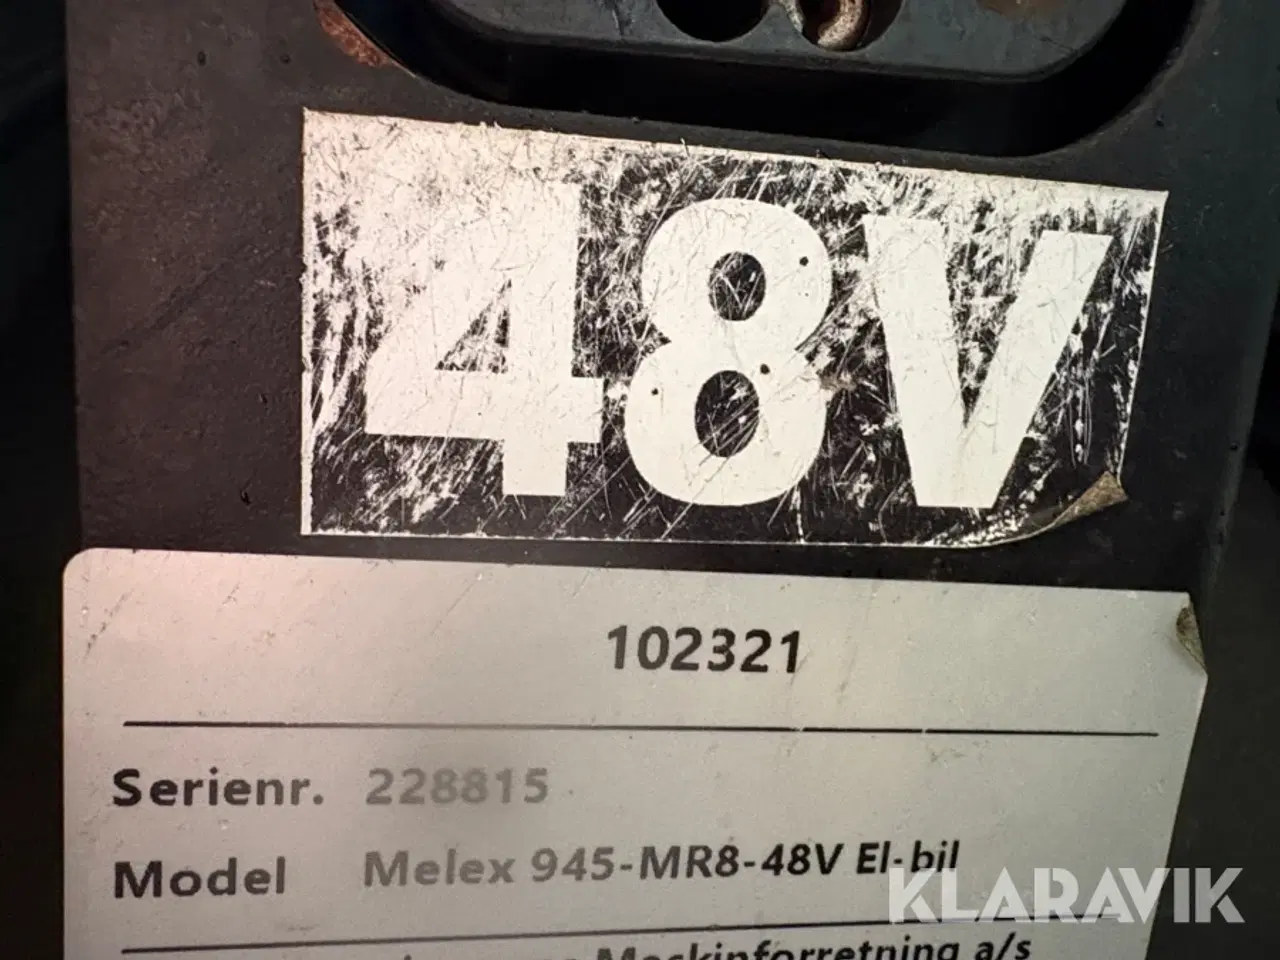 48V
102321
Serienr. 228815
Model Melex 945-MR8-48V El-bil
KLARAVIK
Maskinforretning a/s